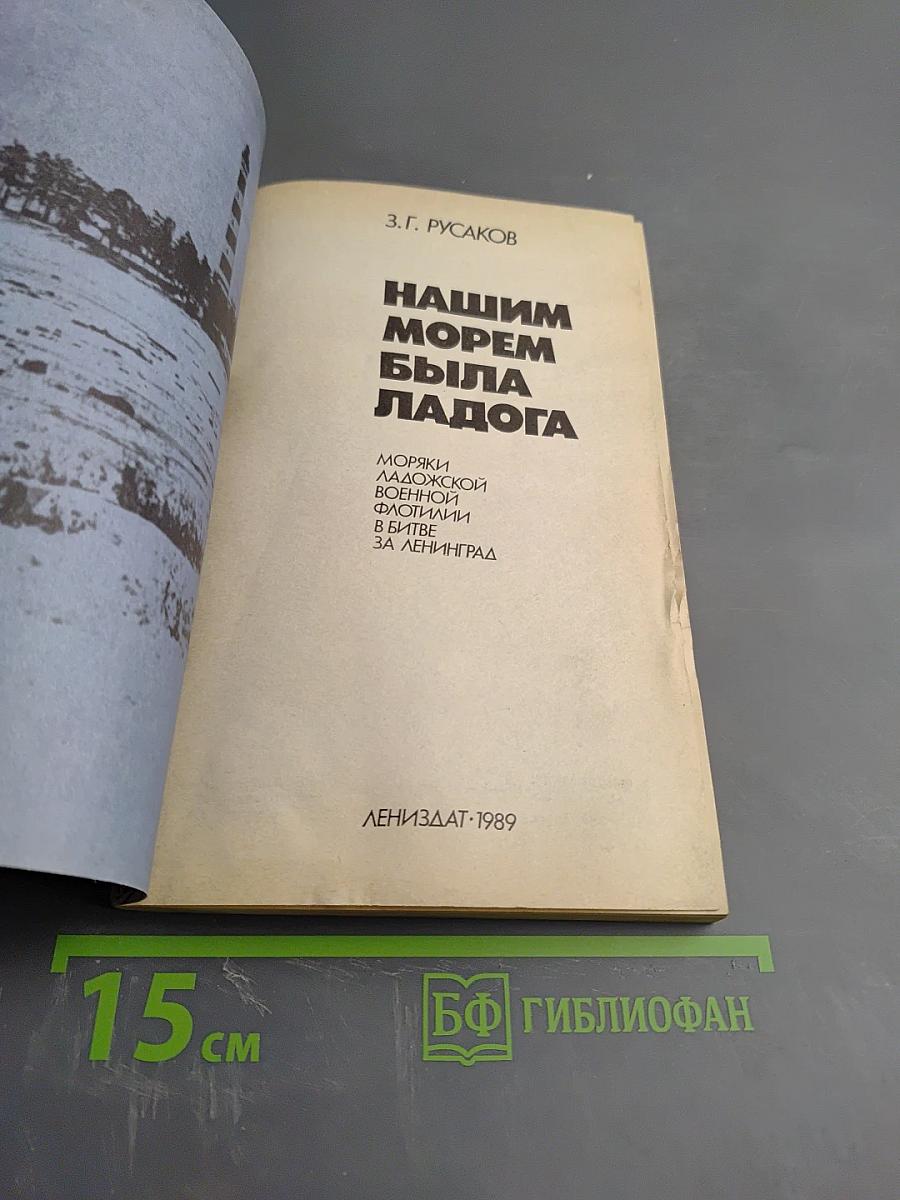 З. Г. РУСАКОВ
НАШИМ
МОРЕМ
БЫЛА
ЛАДОГА
МОРЯКИ
ЛАДОЖСКОЙ
ВОЕННОЙ
ФЛОТИЛИИ
В БИТВЕ
ЗА ЛЕНИНГРАД
ЛЕНИЗДАТ·1989
15 см
БФ ГИБЛИОФАН